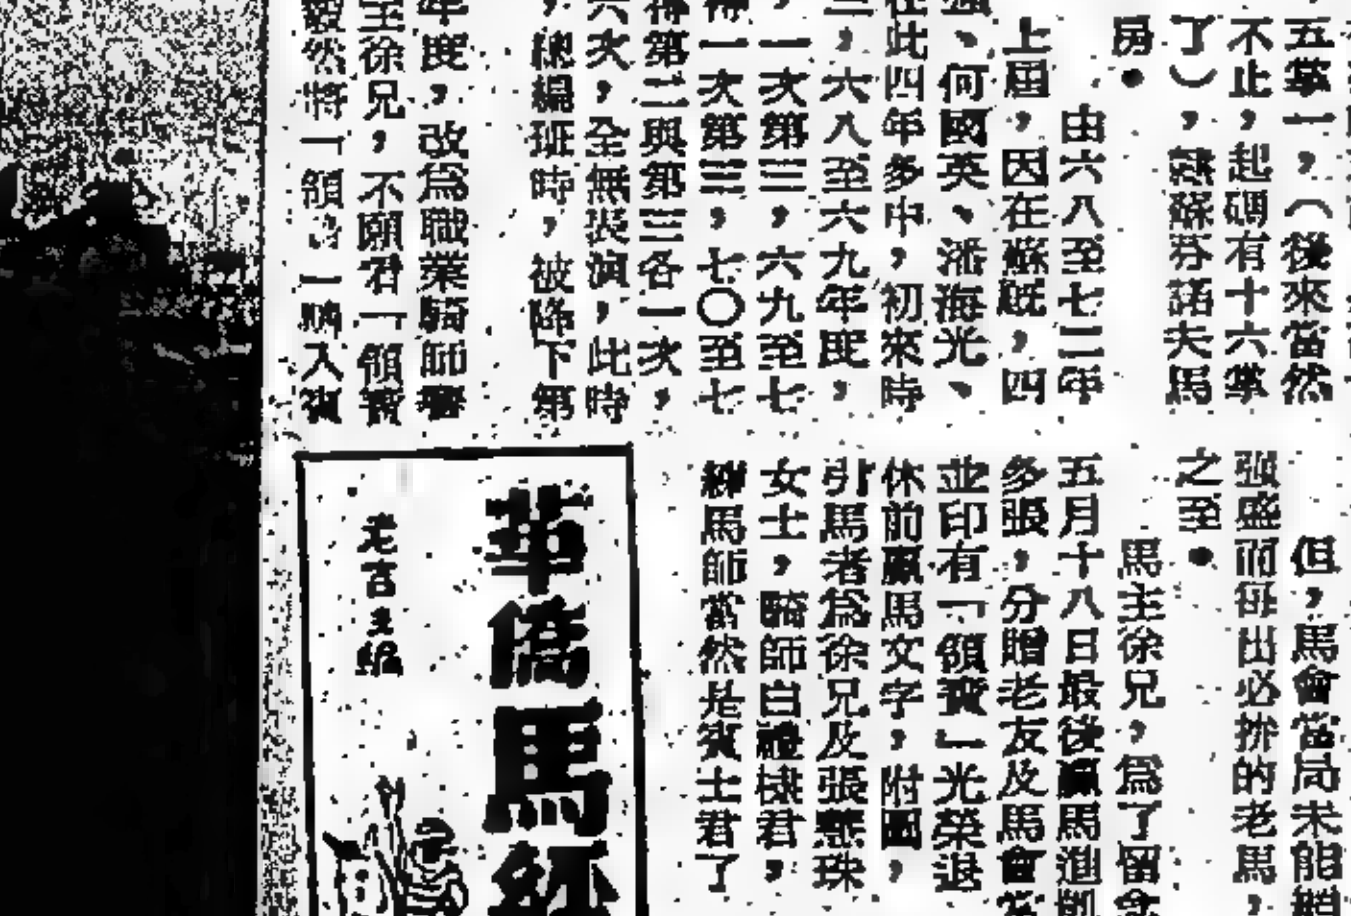 五擎一，（後來當然
不止，起碼有十六擎
了），熱蘇芬諾夫馬
房。
由六八至七二年
上屆，因在蘇，四
、何國英、潘海光、
在此四年多中，初來時
三，六八至六九年度，
，一次第三，六九至七
一次第三，七〇至七
得第二與第三各一次，
六次，全無表演，此時
，總編班時，被降下第
年度，改為職業騎師
至徐兄，不願君「領寶
毅然將「領」一駒入
但，馬會當局未能
強盛而每出必拚的老馬，
之至。
馬主徐兄，為了留念
五月十八日最後贏馬
多張，分贈老友及馬會
並印有「領寶」光榮退
休前贏馬文字，附圖，
引馬者為徐兄及張慧珠
女士，騎師白禮棣君，
練馬師當然是賓士君了
華僑馬經
老吉主編